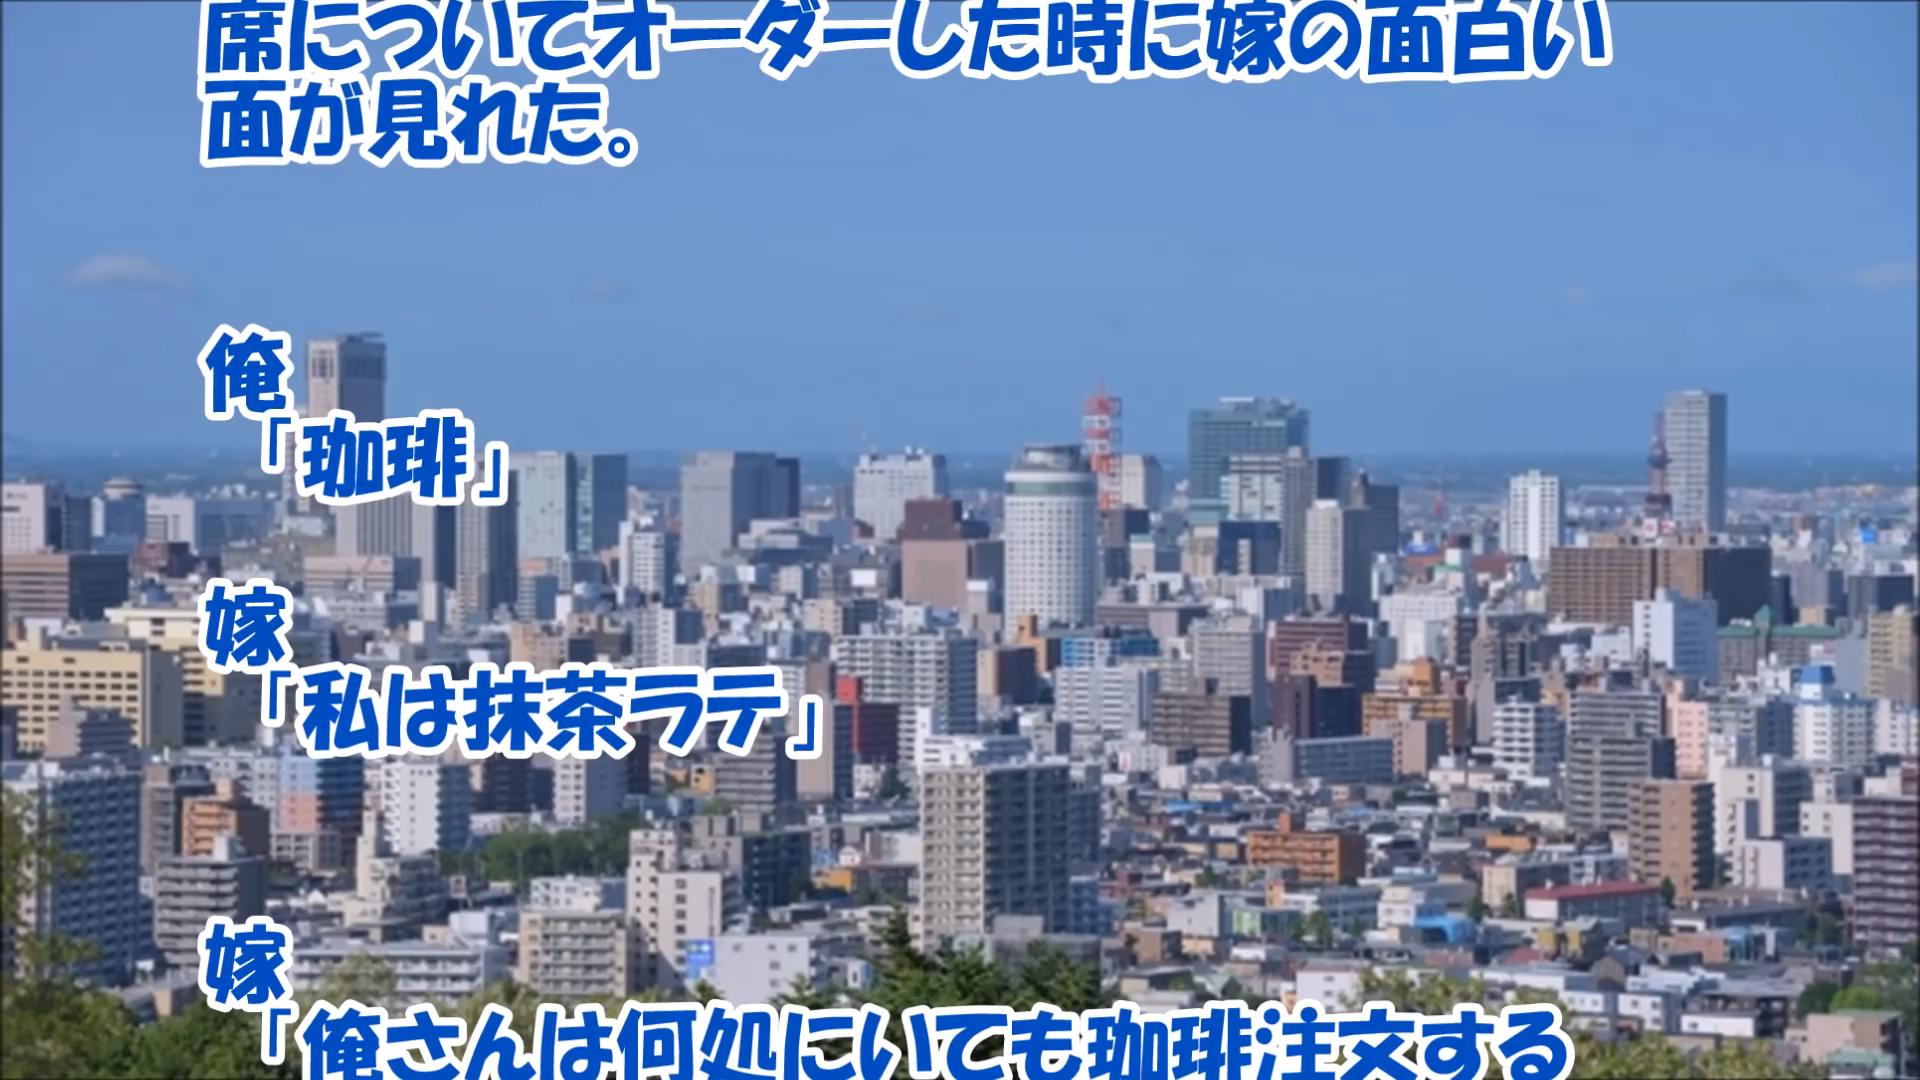 席についてオーダーした時に嫁の面白い
面が見れた。
俺
「珈琲」
嫁
「私は抹茶ラテ」
嫁
「俺さんは何処にいても珈琲注文する